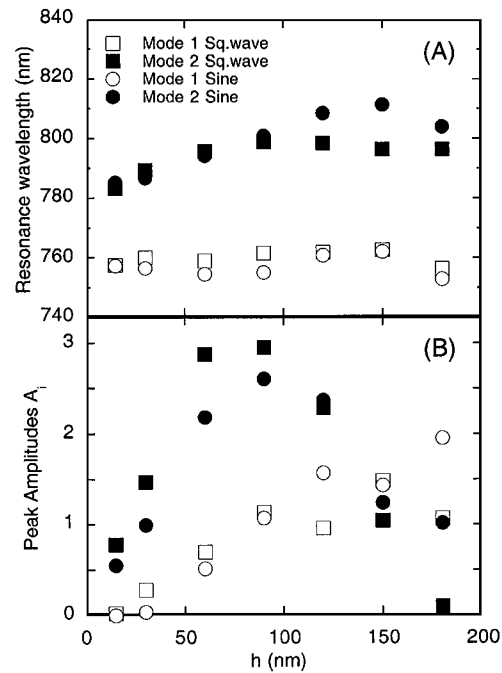 840
820
800
780
760
740
Resonance wavelength (nm)
Mode 1 Sq.wave
Mode 2 Sq.wave
Mode 1 Sine
Mode 2 Sine
(A)
3
2
1
0
Peak Amplitudes Ai
(B)
0 50 100 150 200
h (nm)